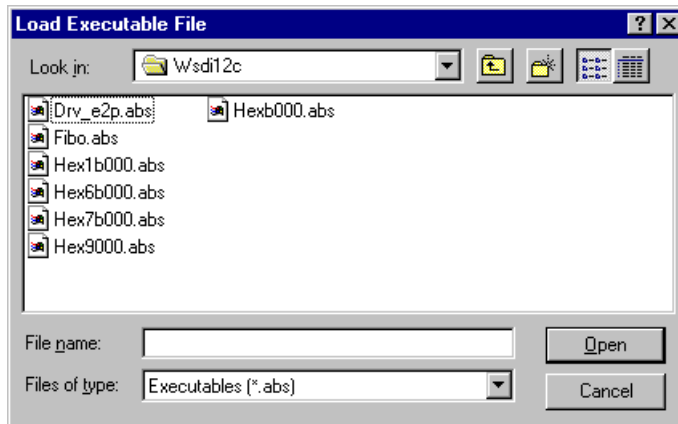 Load Executable File
Look in: Wsdi12c
Drv_e2p.abs Hexb000.abs
Fibo.abs
Hex1b000.abs
Hex6b000.abs
Hex7b000.abs
Hex9000.abs
File name: Open
Files of type: Executables (*.abs) Cancel